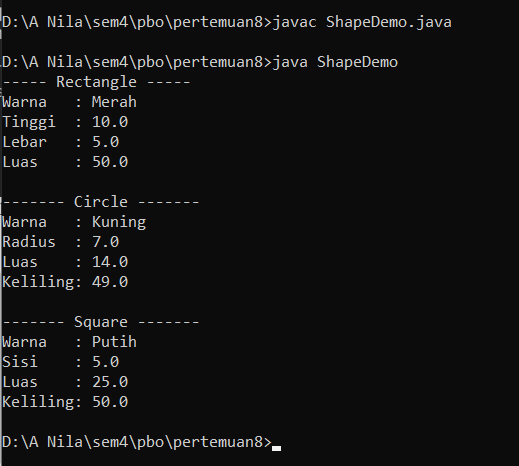 D:\A Nila\sem4\pbo\pertemuan8>javac ShapeDemo.java
D:\A Nila\sem4\pbo\pertemuan8>java ShapeDemo
----- Rectangle -----
Warna   : Merah
Tinggi  : 10.0
Lebar   : 5.0
Luas    : 50.0
------- Circle -------
Warna   : Kuning
Radius  : 7.0
Luas    : 14.0
Keliling: 49.0
------- Square -------
Warna   : Putih
Sisi    : 5.0
Luas    : 25.0
Keliling: 50.0
D:\A Nila\sem4\pbo\pertemuan8>